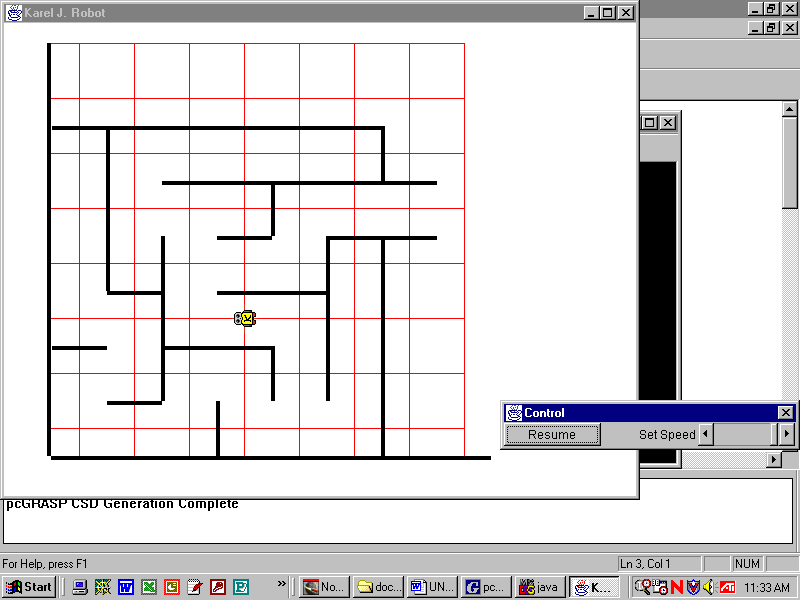 Karel J. Robot
Control
Resume
Set Speed
pcGRASP CSD Generation Complete
For Help, press F1
Ln 3, Col 1
NUM
Start
»
No...
doc...
UN...
pc...
java
K...
11:33 AM